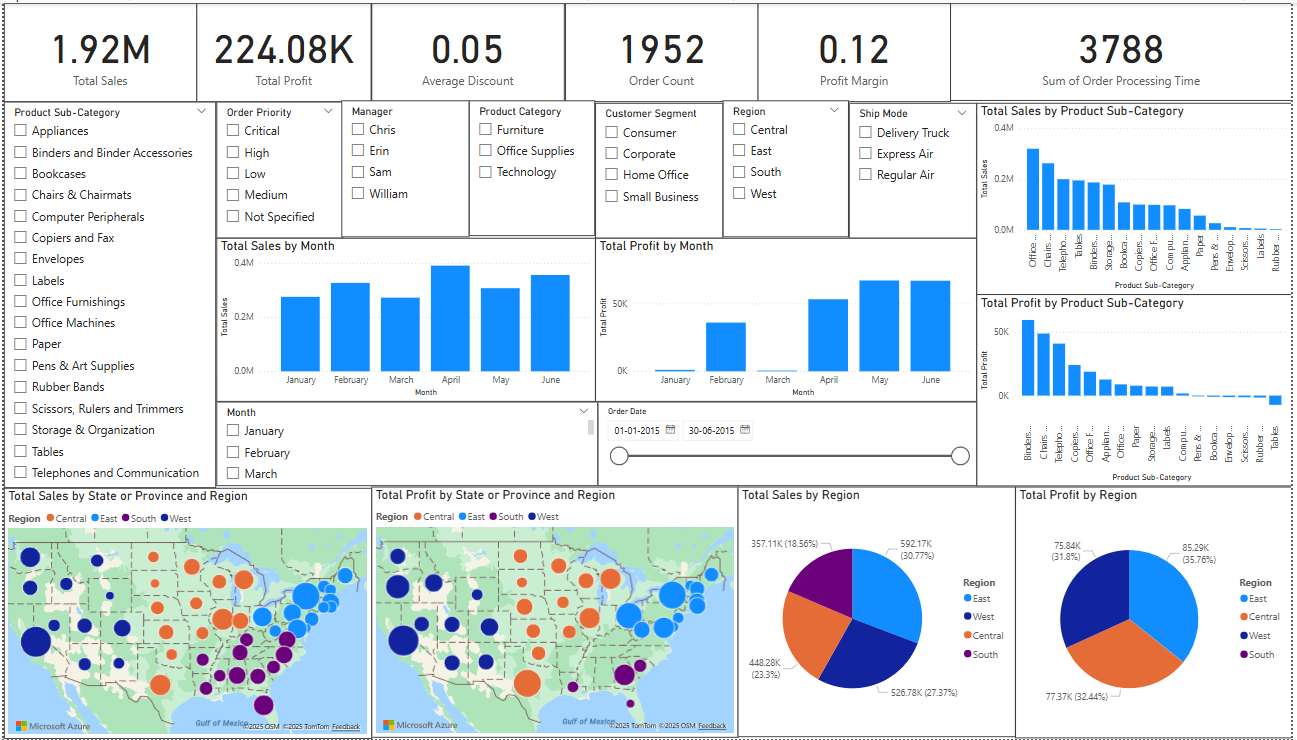 1.92M
Total Sales
224.08K
Total Profit
0.05
Average Discount
1952
Order Count
0.12
Profit Margin
3788
Sum of Order Processing Time
Product Sub-Category
Appliances
Binders and Binder Accessories
Bookcases
Chairs & Chairmats
Computer Peripherals
Copiers and Fax
Envelopes
Labels
Office Furnishings
Office Machines
Paper
Pens & Art Supplies
Rubber Bands
Scissors, Rulers and Trimmers
Storage & Organization
Tables
Telephones and Communication
Order Priority
Critical
High
Low
Medium
Not Specified
Manager
Chris
Erin
Sam
William
Product Category
Furniture
Office Supplies
Technology
Customer Segment
Consumer
Corporate
Home Office
Small Business
Region
Central
East
South
West
Ship Mode
Delivery Truck
Express Air
Regular Air
Total Sales by Product Sub-Category
Total Sales
0.4M
0.2M
0.0M
Office ...
Chairs ...
Telepho...
Tables
Binders...
Storage...
Bookca...
Copiers...
Office F...
Compu...
Applian...
Paper
Pens & ...
Envelop...
Scissors...
Labels
Rubber ...
Product Sub-Category
Total Sales by Month
Total Sales
0.4M
0.2M
0.0M
January
February
March
April
May
June
Month
Total Profit by Month
Total Profit
50K
0K
January
February
March
April
May
June
Month
Total Profit by Product Sub-Category
Total Profit
50K
0K
Binders...
Chairs ...
Telepho...
Copiers...
Office F...
Applian...
Office ...
Paper
Storage...
Labels
Compu...
Pens & ...
Bookca...
Envelop...
Scissors...
Rubber ...
Tables
Product Sub-Category
Month
January
February
March
Order Date
01-01-2015
30-06-2015
Total Sales by State or Province and Region
Region Central East South West
Gulf of Mexico
Microsoft Azure
©2025 OSM ©2025 TomTom Feedback
Total Profit by State or Province and Region
Region Central East South West
Gulf of Mexico
Microsoft Azure
©2025 TomTom ©2025 OSM Feedback
Total Sales by Region
357.11K (18.56%)
592.17K
(30.77%)
448.28K
(23.3%)
526.78K (27.37%)
Region
East
West
Central
South
Total Profit by Region
75.84K
(31.8%)
85.29K
(35.76%)
77.37K (32.44%)
Region
East
Central
West
South